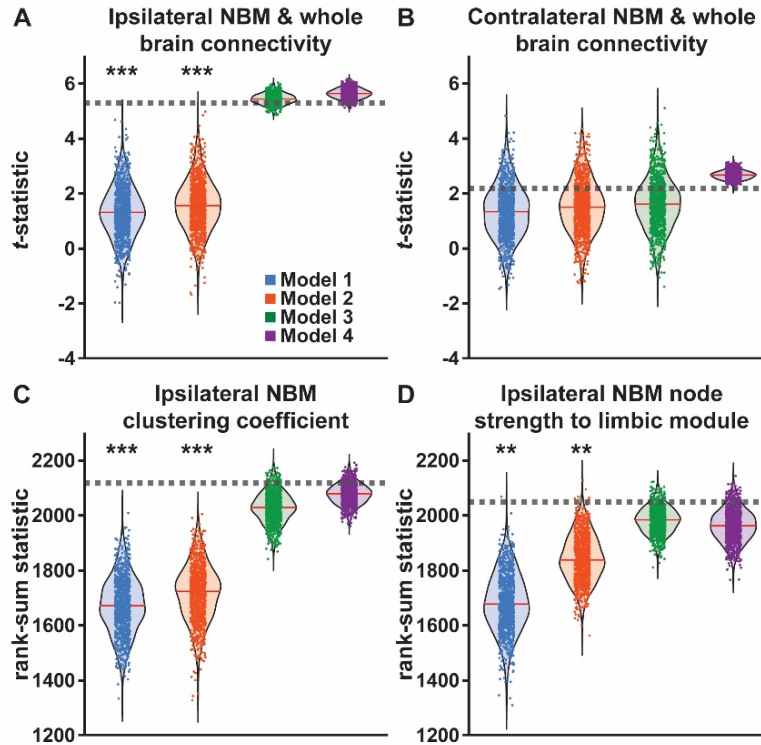 A
Ipsilateral NBM & whole
brain connectivity
*** ***
6
4
2
0
2
-4
t-statistic
Model 1
Model 2
Model 3
Model 4
B
Contralateral NBM & whole
brain connectivity
6
4
2
0
-2
-4
t-statistic
C
Ipsilateral NBM
clustering coefficient
*** ***
2200
2000
1800
1600
1400
1200
rank-sum statistic
D
Ipsilateral NBM node
strength to limbic module
** **
2200
2000
1800
1600
1400
1200
rank-sum statistic